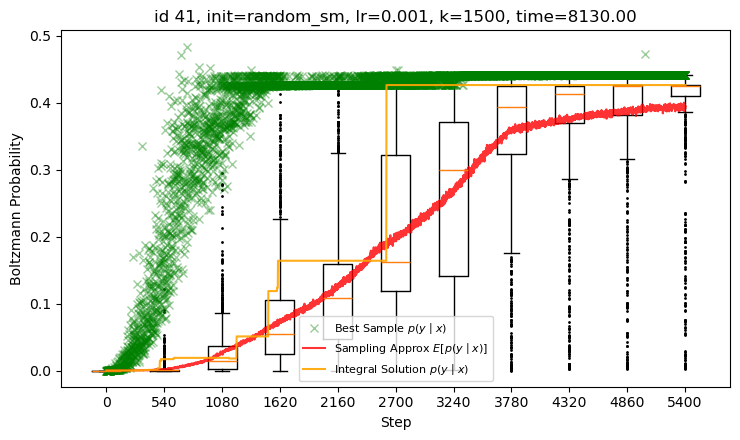 id 41, init=random_sm, lr=0.001, k=1500, time=8130.00
Boltzmann Probability
0.5
0.4
0.3
0.2
0.1
0.0
Best Sample p(y | x)
Sampling Approx E[p(y | x)]
Integral Solution p(y | x)
0 540 1080 1620 2160 2700 3240 3780 4320 4860 5400
Step